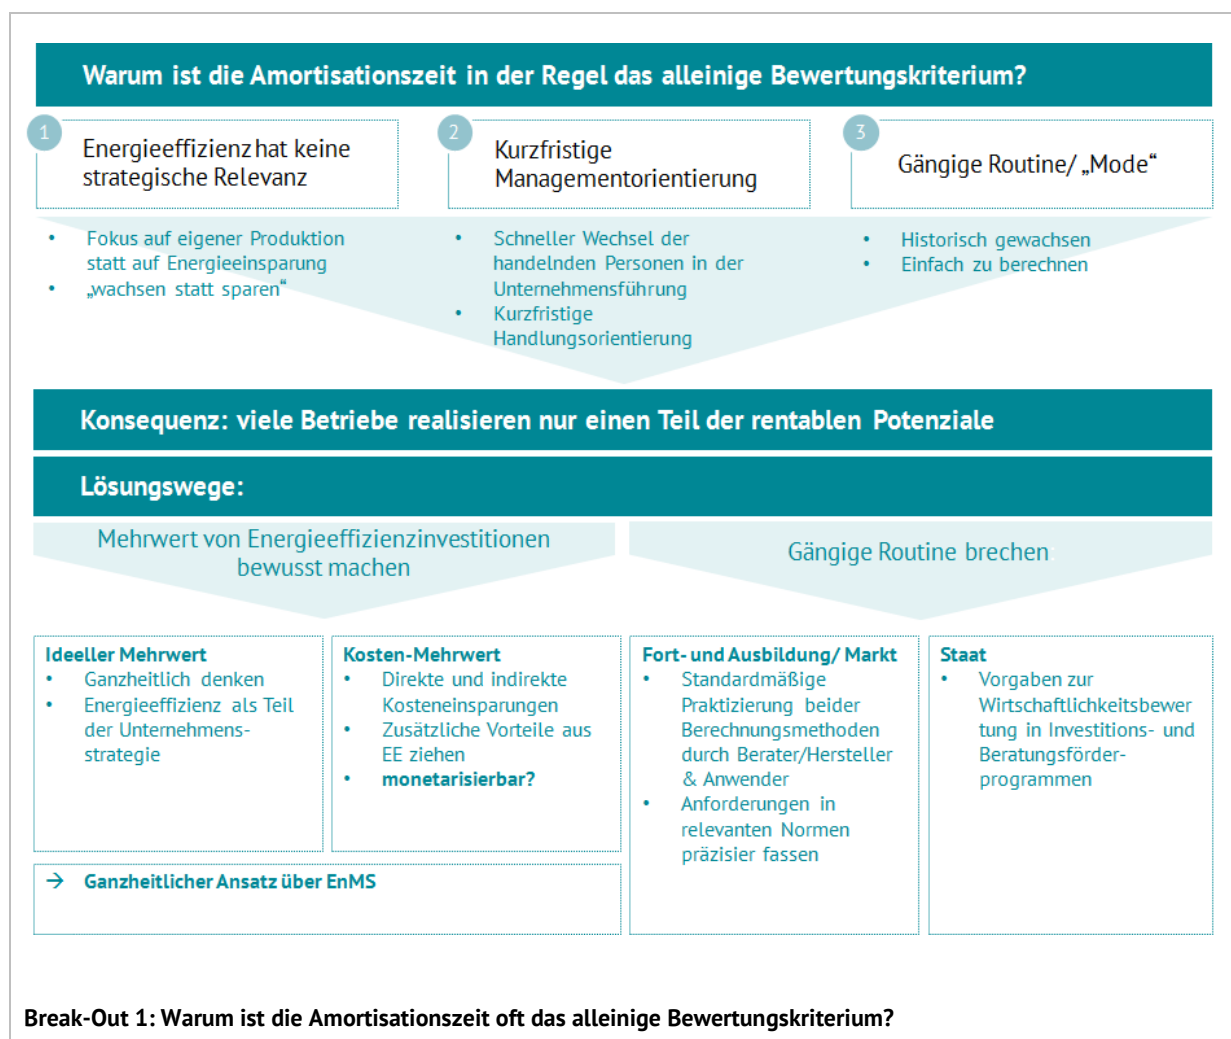 Warum ist die Amortisationszeit in der Regel das alleinige Bewertungskriterium?
1
Energieeffizienz hat keine
strategische Relevanz
• Fokus auf eigener Produktion
statt auf Energieeinsparung
• „wachsen statt sparen“
2
Kurzfristige
Managementorientierung
• Schneller Wechsel der
handelnden Personen in der
Unternehmensführung
• Kurzfristige
Handlungsorientierung
3
Gängige Routine/ „Mode“
• Historisch gewachsen
• Einfach zu berechnen
Konsequenz: viele Betriebe realisieren nur einen Teil der rentablen Potenziale
Lösungswege:
Mehrwert von Energieeffizienzinvestitionen
bewusst machen
Ideeller Mehrwert
• Ganzheitlich denken
• Energieeffizienz als Teil
der Unternehmens-
strategie
Kosten-Mehrwert
• Direkte und indirekte
Kosteneinsparungen
• Zusätzliche Vorteile aus
EE ziehen
• monetarisierbar?
→ Ganzheitlicher Ansatz über EnMS
Gängige Routine brechen
Fort- und Ausbildung/ Markt
• Standardmäßige
Praktizierung beider
Berechnungsmethoden
durch Berater/Hersteller
& Anwender
• Anforderungen in
relevanten Normen
präzisier fassen
Staat
• Vorgaben zur
Wirtschaftlichkeitsbewer
tung in Investitions- und
Beratungsförder-
programmen
Break-Out 1: Warum ist die Amortisationszeit oft das alleinige Bewertungskriterium?